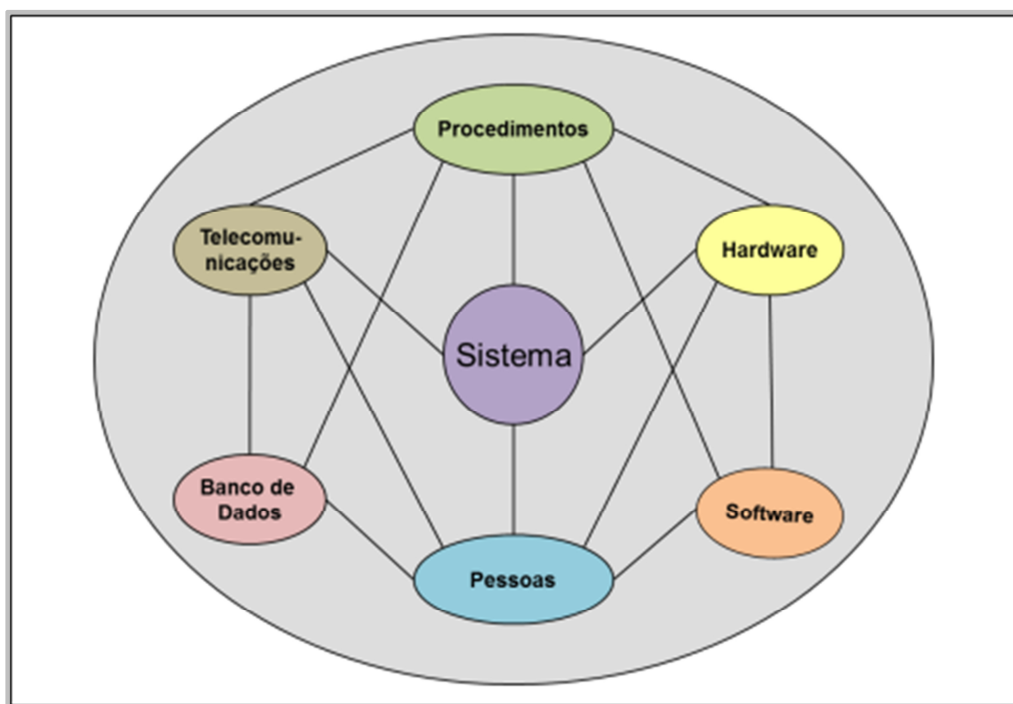 Procedimentos
Telecomu-
nicações
Hardware
Sistema
Banco de
Dados
Software
Pessoas